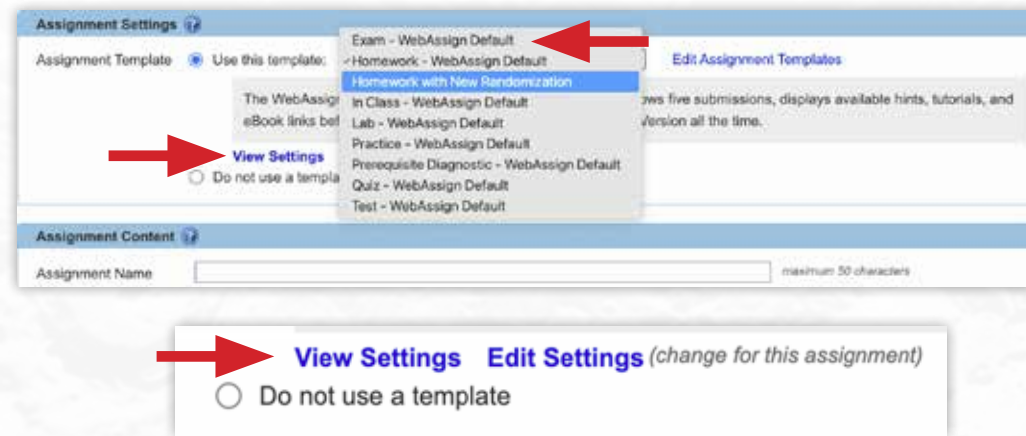 Assignment Settings
Exam - WebAssign Default
Assignment Template Use this template: ✓Homework - WebAssign Default Edit Assignment Templates
Homework with New Randomization
The WebAssig In Class - WebAssign Default ows five submissions, displays available hints, tutorials, and
eBook links bef Lab - WebAssign Default Version all the time.
Practice - WebAssign Default
View Settings Prerequisite Diagnostic - WebAssign Default
Do not use a templa Quiz - WebAssign Default
Test - WebAssign Default
Assignment Content
Assignment Name maximum 50 characters
View Settings Edit Settings (change for this assignment)
Do not use a template